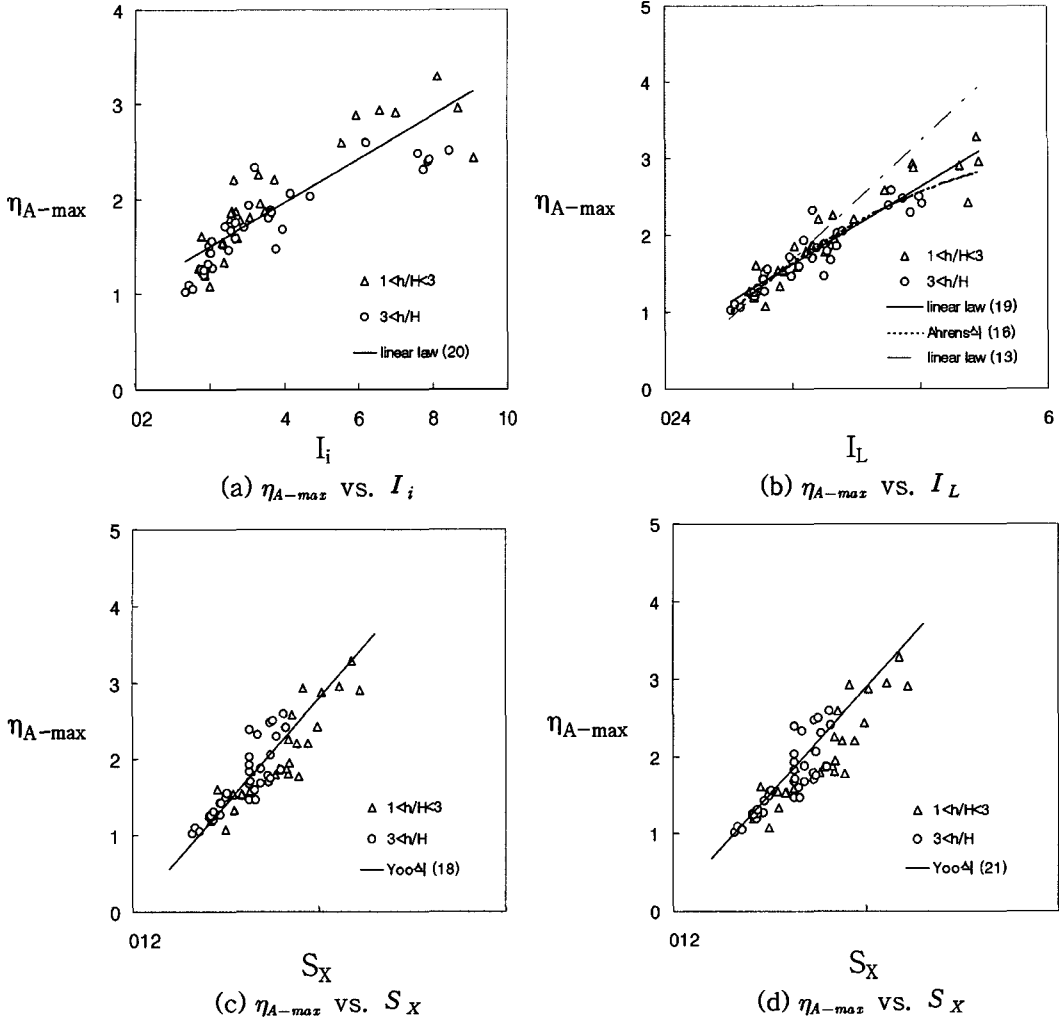 4
3
η_A-max
2
1
0
△ 1<h/H<3
○ 3<h/H
linear law (20)
02 4 6 8 10
I_i
(a) η_A-max vs. I_i
5
4
3
η_A-max
2
1
0
△ 1<h/H<3
○ 3<h/H
linear law (19)
Ahrens식 (16)
linear law (13)
024 6
I_L
(b) η_A-max vs. I_L
5
4
3
η_A-max
2
1
0
△ 1<h/H<3
○ 3<h/H
Yoo식 (18)
012
S_X
(c) η_A-max vs. S_X
5
4
3
η_A-max
2
1
0
△ 1<h/H<3
○ 3<h/H
Yoo식 (21)
012
S_X
(d) η_A-max vs. S_X